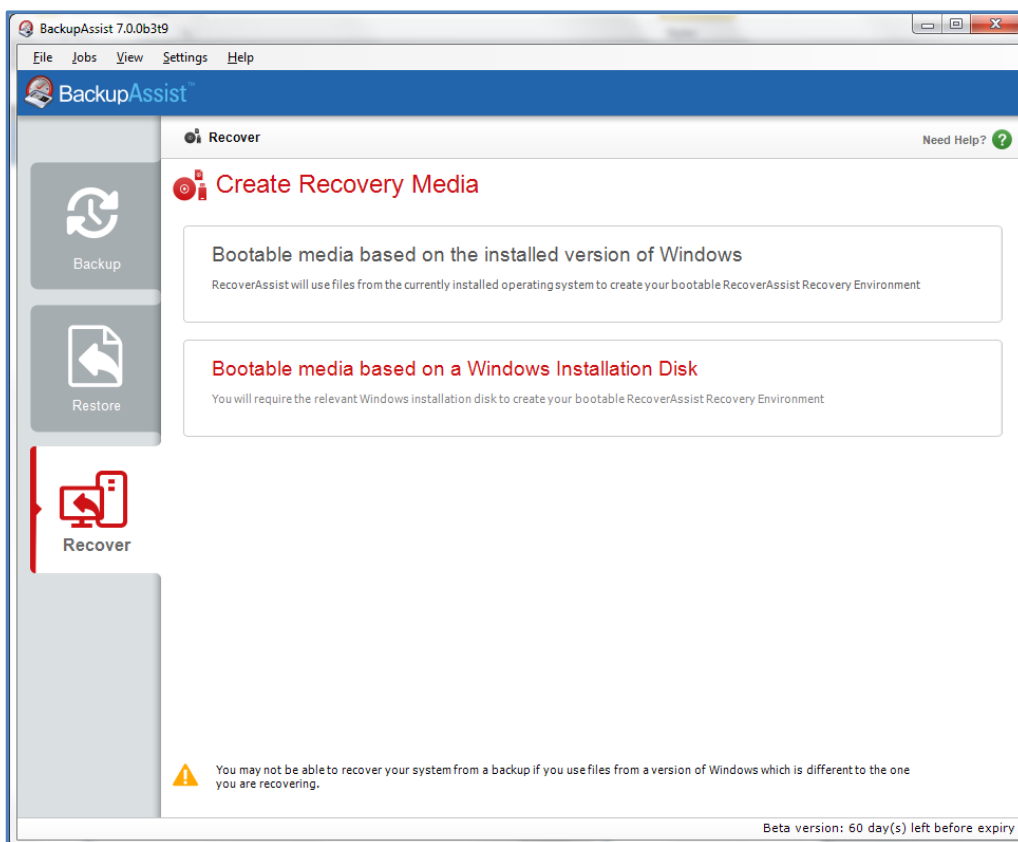 BackupAssist 7.0.0b3t9
File Jobs View Settings Help
BackupAssist™
Recover
Need Help? ?
Create Recovery Media
Backup
Bootable media based on the installed version of Windows
RecoverAssist will use files from the currently installed operating system to create your bootable RecoverAssist Recovery Environment
Restore
Bootable media based on a Windows Installation Disk
You will require the relevant Windows installation disk to create your bootable RecoverAssist Recovery Environment
Recover
You may not be able to recover your system from a backup if you use files from a version of Windows which is different to the one
you are recovering.
Beta version: 60 day(s) left before expiry